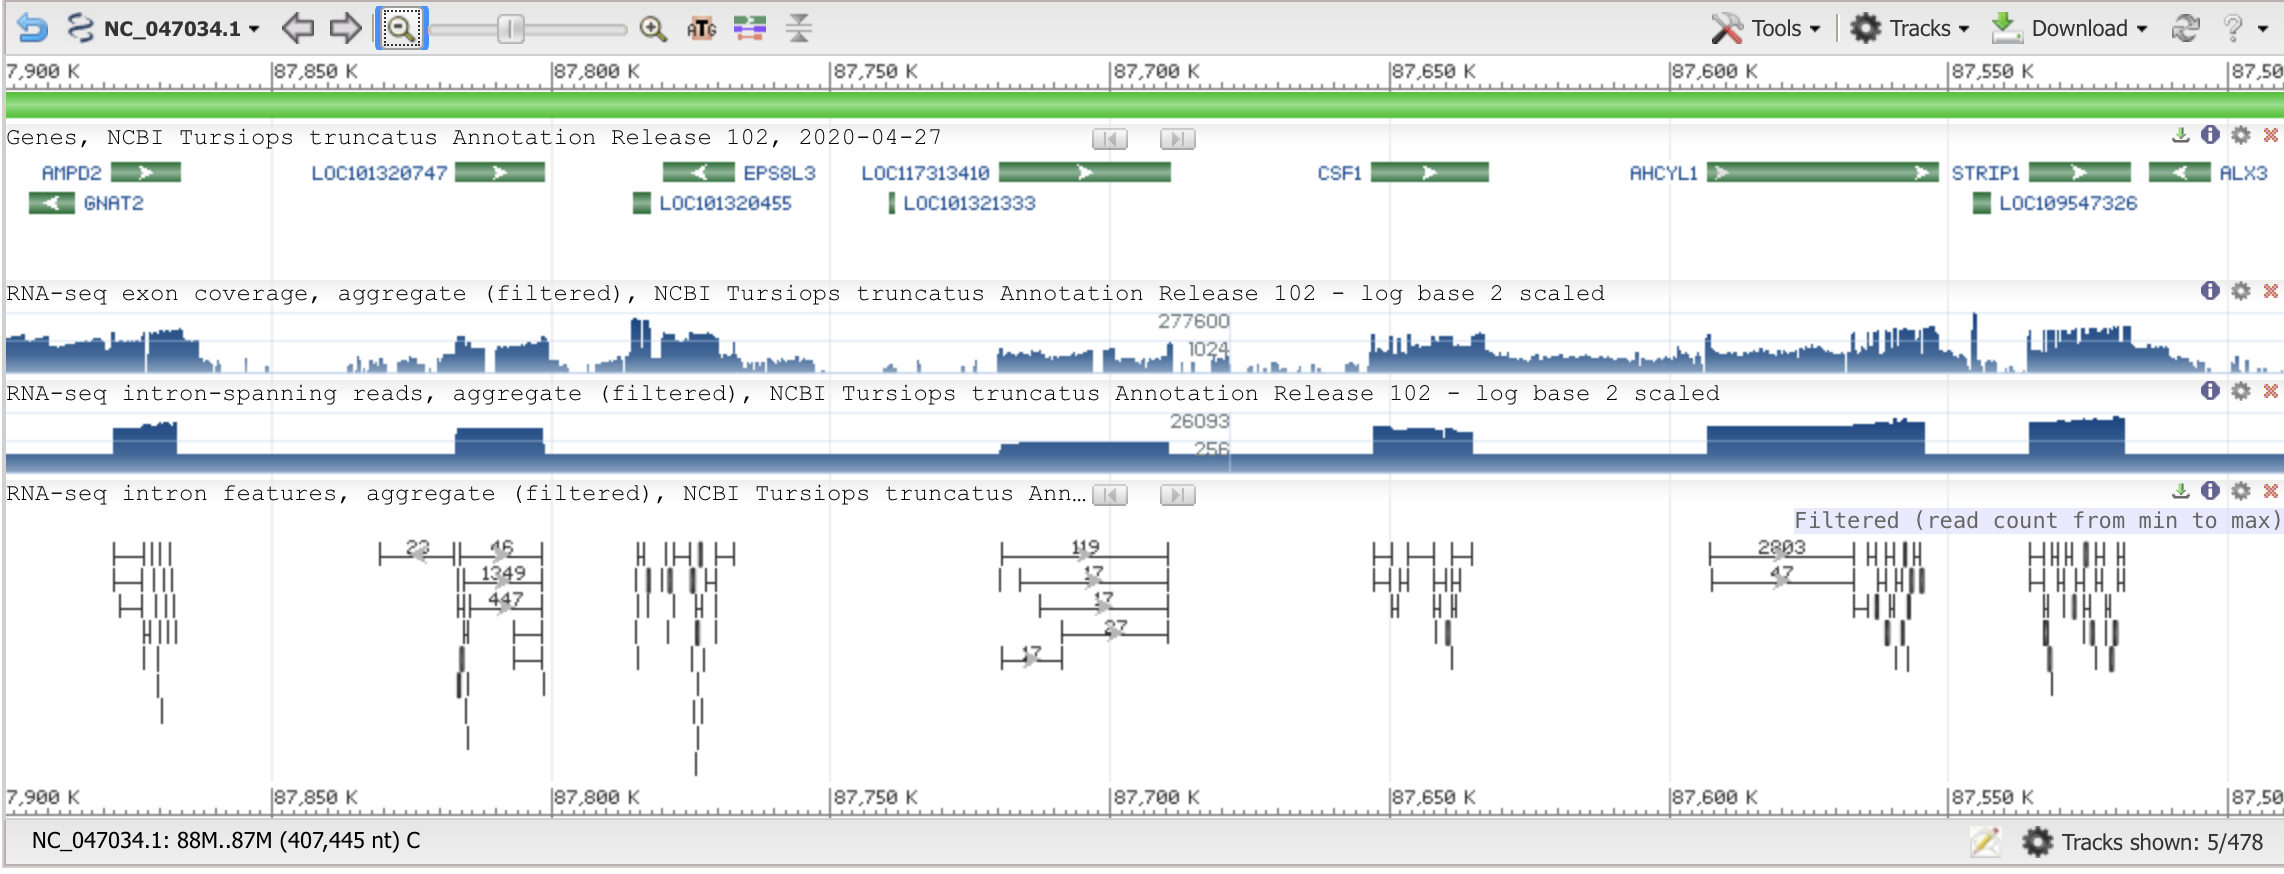 NC_047034.1 Tools Tracks Download ?
7,900 K 87,850 K 87,800 K 87,750 K 87,700 K 87,650 K 87,600 K 87,550 K 87,50
Genes, NCBI Tursiops truncatus Annotation Release 102, 2020-04-27
AMPD2 LOC101320747 EPS8L3 LOC117313410 CSF1 AHCYL1 STRIP1 ALX3
GNAT2 LOC101320455 LOC101321333 LOC109547326
RNA-seq exon coverage, aggregate (filtered), NCBI Tursiops truncatus Annotation Release 102 - log base 2 scaled
277600
1024
RNA-seq intron-spanning reads, aggregate (filtered), NCBI Tursiops truncatus Annotation Release 102 - log base 2 scaled
26093
256
RNA-seq intron features, aggregate (filtered), NCBI Tursiops truncatus Ann…
Filtered (read count from min to max)
23 46 119 2803
1349 17 47
447 17
27
17
7,900 K 87,850 K 87,800 K 87,750 K 87,700 K 87,650 K 87,600 K 87,550 K 87,50
NC_047034.1: 88M..87M (407,445 nt) C Tracks shown: 5/478